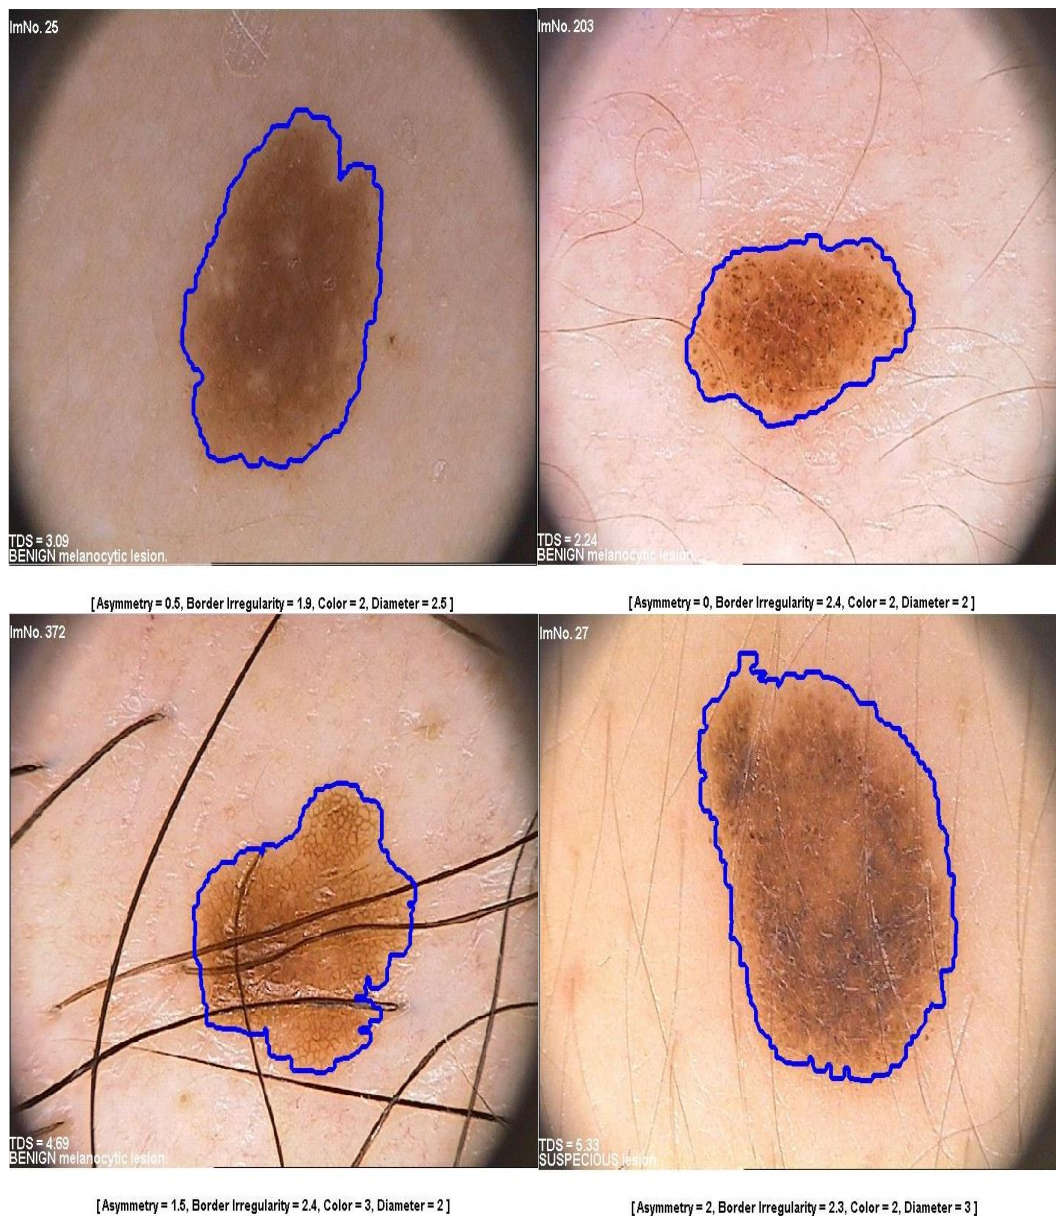 ImNo. 25
TDS = 3.09
BENIGN melanocytic lesion.
[ Asymmetry = 0.5, Border Irregularity = 1.9, Color = 2, Diameter = 2.5 ]
ImNo. 203
TDS = 2.24
BENIGN melanocytic lesion.
[ Asymmetry = 0, Border Irregularity = 2.4, Color = 2, Diameter = 2 ]
ImNo. 372
TDS = 4.69
BENIGN melanocytic lesion.
[ Asymmetry = 1.5, Border Irregularity = 2.4, Color = 3, Diameter = 2 ]
ImNo. 27
TDS = 5.33
SUSPECIOUS lesion.
[ Asymmetry = 2, Border Irregularity = 2.3, Color = 2, Diameter = 3 ]